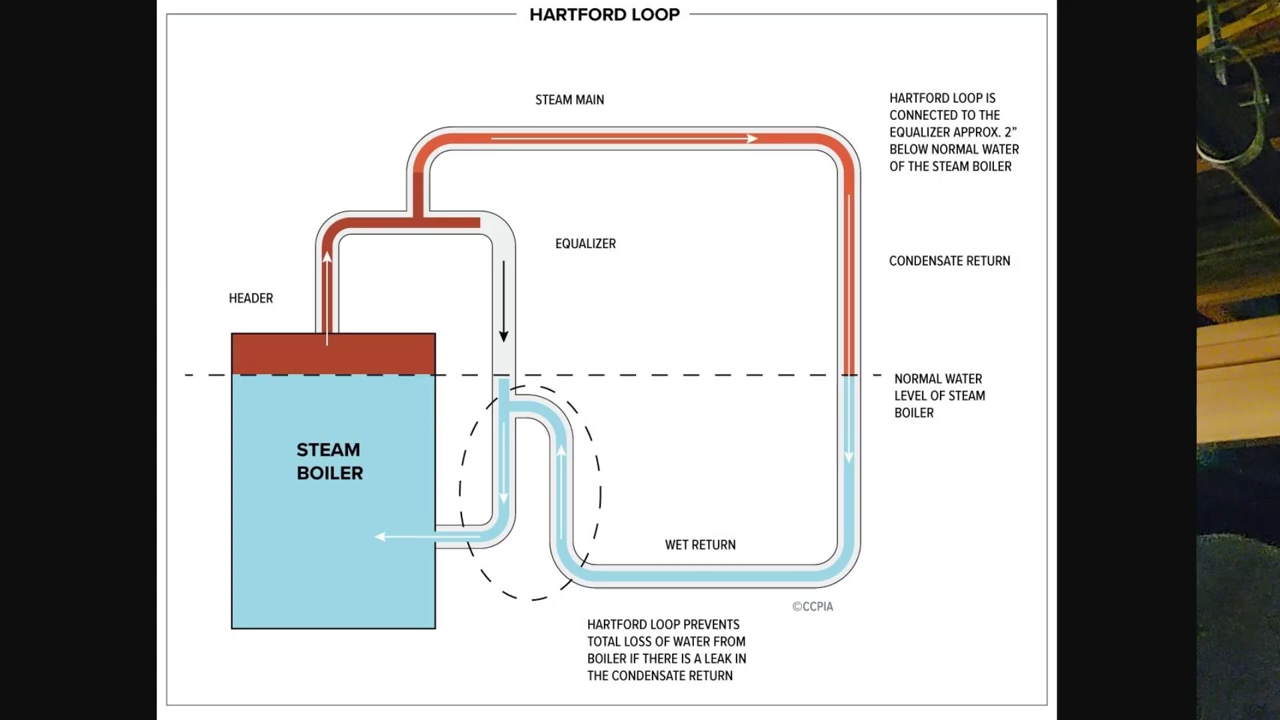 HARTFORD LOOP
STEAM MAIN
HARTFORD LOOP IS
CONNECTED TO THE
EQUALIZER APPROX. 2”
BELOW NORMAL WATER
OF THE STEAM BOILER
EQUALIZER
CONDENSATE RETURN
HEADER
NORMAL WATER
LEVEL OF STEAM
BOILER
STEAM
BOILER
WET RETURN
©CCPIA
HARTFORD LOOP PREVENTS
TOTAL LOSS OF WATER FROM
BOILER IF THERE IS A LEAK IN
THE CONDENSATE RETURN